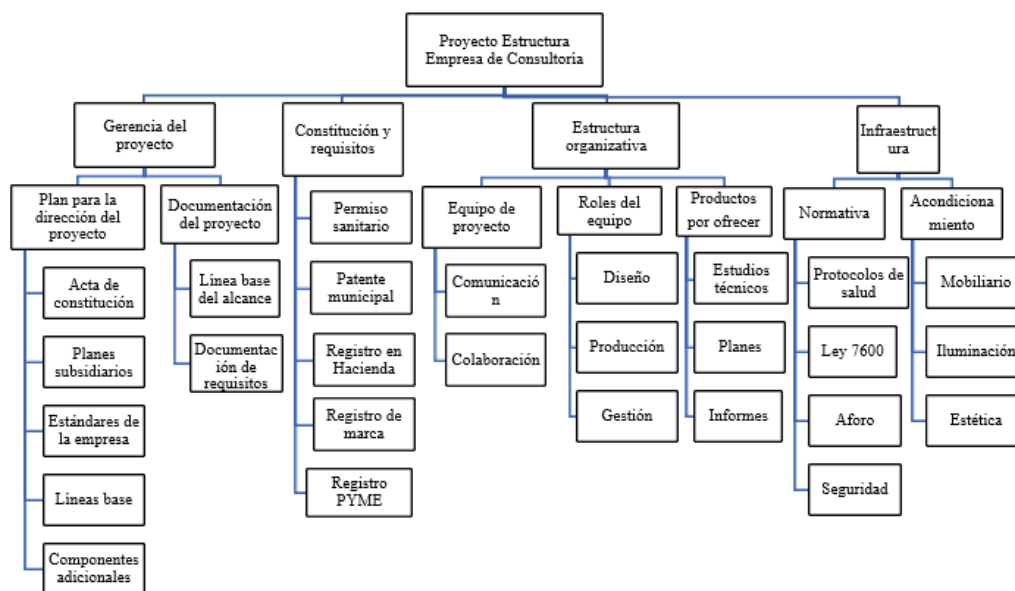 Proyecto Estructura
Empresa de Consultoría
Gerencia del
proyecto
Constitución y
requisitos
Estructura
organizativa
Infraestruct
ura
Plan para la
dirección del
proyecto
Documentación
del proyecto
Permiso
sanitario
Equipo de
proyecto
Roles del
equipo
Productos
por ofrecer
Normativa
Acondiciona
miento
Acta de
constitución
Línea base
del alcance
Patente
municipal
Comunicació
n
Diseño
Estudios
técnicos
Protocolos de
salud
Mobiliario
Planes
subsidiarios
Documentac
ión de
requisitos
Registro en
Hacienda
Colaboración
Producción
Planes
Ley 7600
Iluminación
Estándares de
la empresa
Registro de
marca
Gestión
Informes
Aforo
Estética
Líneas base
Registro
PYME
Seguridad
Componentes
adicionales